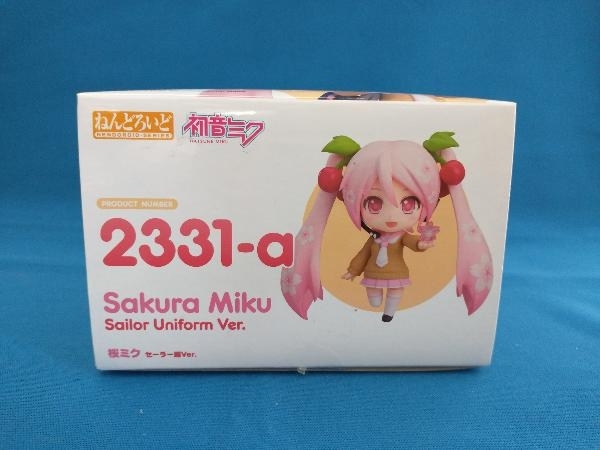 ねんどろいど
NENDOROID-SERIES
初音ミク
HATSUNE MIKU
PRODUCT NUMBER
2331-a
Sakura Miku
Sailor Uniform Ver.
桜ミク セーラー服Ver.